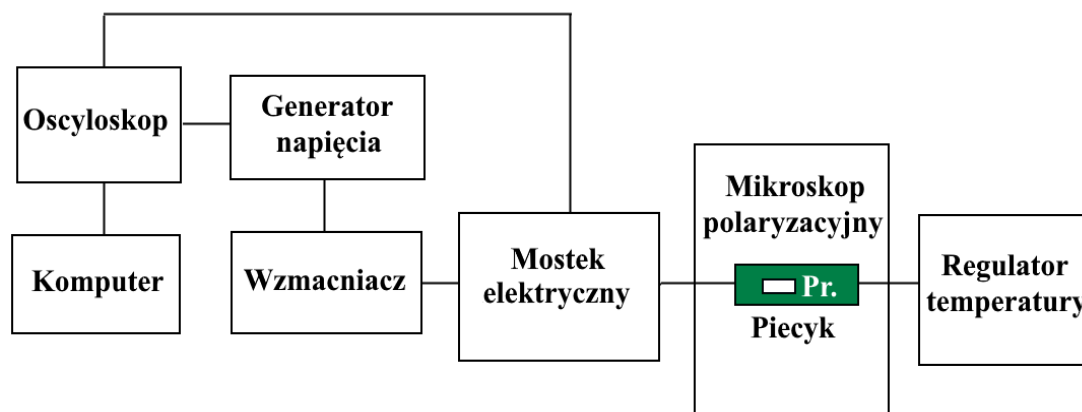 Oscyloskop
Generator
napięcia
Komputer
Wzmacniacz
Mostek
elektryczny
Mikroskop
polaryzacyjny
Pr.
Piecyk
Regulator
temperatury